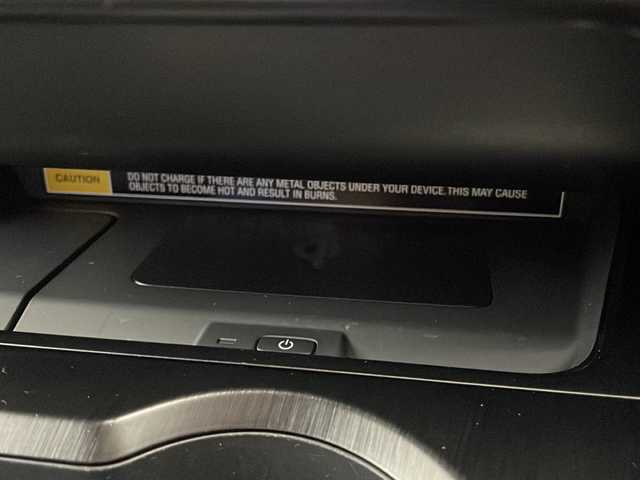 CAUTION
DO NOT CHARGE IF THERE ARE ANY METAL OBJECTS UNDER YOUR DEVICE.THIS MAY CAUSE
OBJECTS TO BECOME HOT AND RESULT IN BURNS.